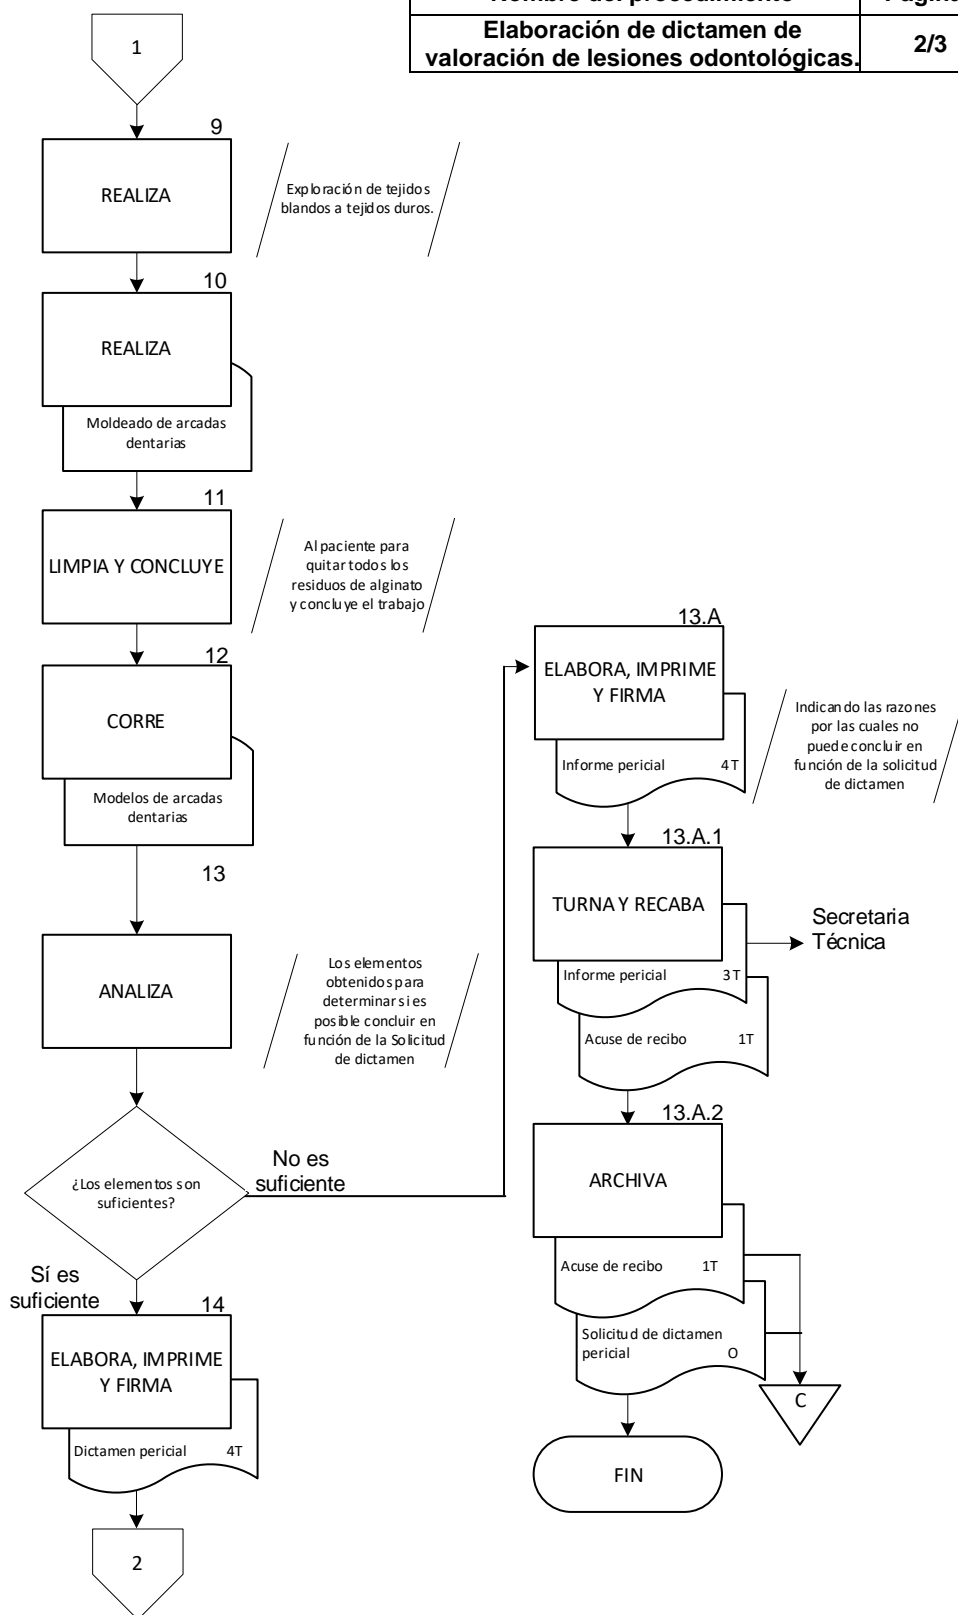 Nombre del procedimiento
Página
Elaboración de dictamen de
valoración de lesiones odontológicas.
2/3
1
9
REALIZA
Exploración de tejidos
blandos a tejidos duros.
10
REALIZA
Moldeado de arcadas
dentarias
11
LIMPIA Y CONCLUYE
Al paciente para
quitar todos los
residuos de alginato
y concluye el trabajo
12
CORRE
Modelos de arcadas
dentarias
13
ANALIZA
Los elementos
obtenidos para
determinar si es
posible concluir en
función de la Solicitud
de dictamen
¿Los elementos son
suficientes?
No es
suficiente
Sí es
suficiente
14
ELABORA, IMPRIME
Y FIRMA
Dictamen pericial 4T
2
13.A
ELABORA, IMPRIME
Y FIRMA
Informe pericial 4T
Indicando las razones
por las cuales no
puede concluir en
función de la solicitud
de dictamen
13.A.1
TURNA Y RECABA
Informe pericial 3T
Acuse de recibo 1T
Secretaria
Técnica
13.A.2
ARCHIVA
Acuse de recibo 1T
Solicitud de dictamen
pericial O
C
FIN